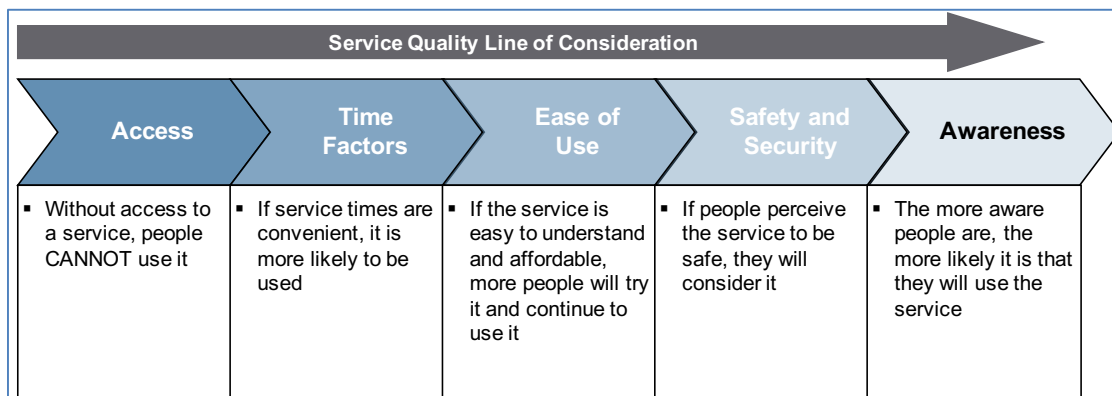 Service Quality Line of Consideration
Access
Time
Factors
Ease of
Use
Safety and
Security
Awareness
▪ Without access to
a service, people
CANNOT use it
▪ If service times are
convenient, it is
more likely to be
used
▪ If the service is
easy to understand
and affordable,
more people will try
it and continue to
use it
▪ If people perceive
the service to be
safe, they will
consider it
▪ The more aware
people are, the
more likely it is that
they will use the
service